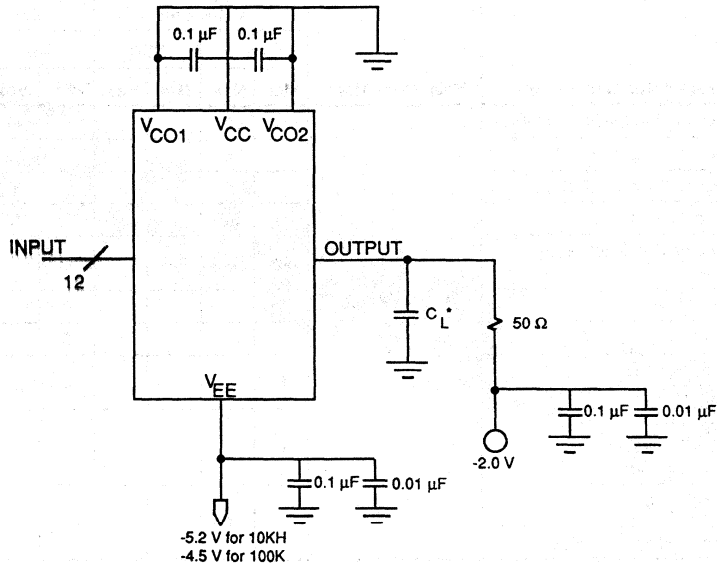 0.1 µF 0.1 µF
VCO1 VCC VCO2
INPUT
12
OUTPUT
CL*
50 Ω
VEE
0.1 µF 0.01 µF
-2.0 V
0.1 µF 0.01 µF
-5.2 V for 10KH
-4.5 V for 100K